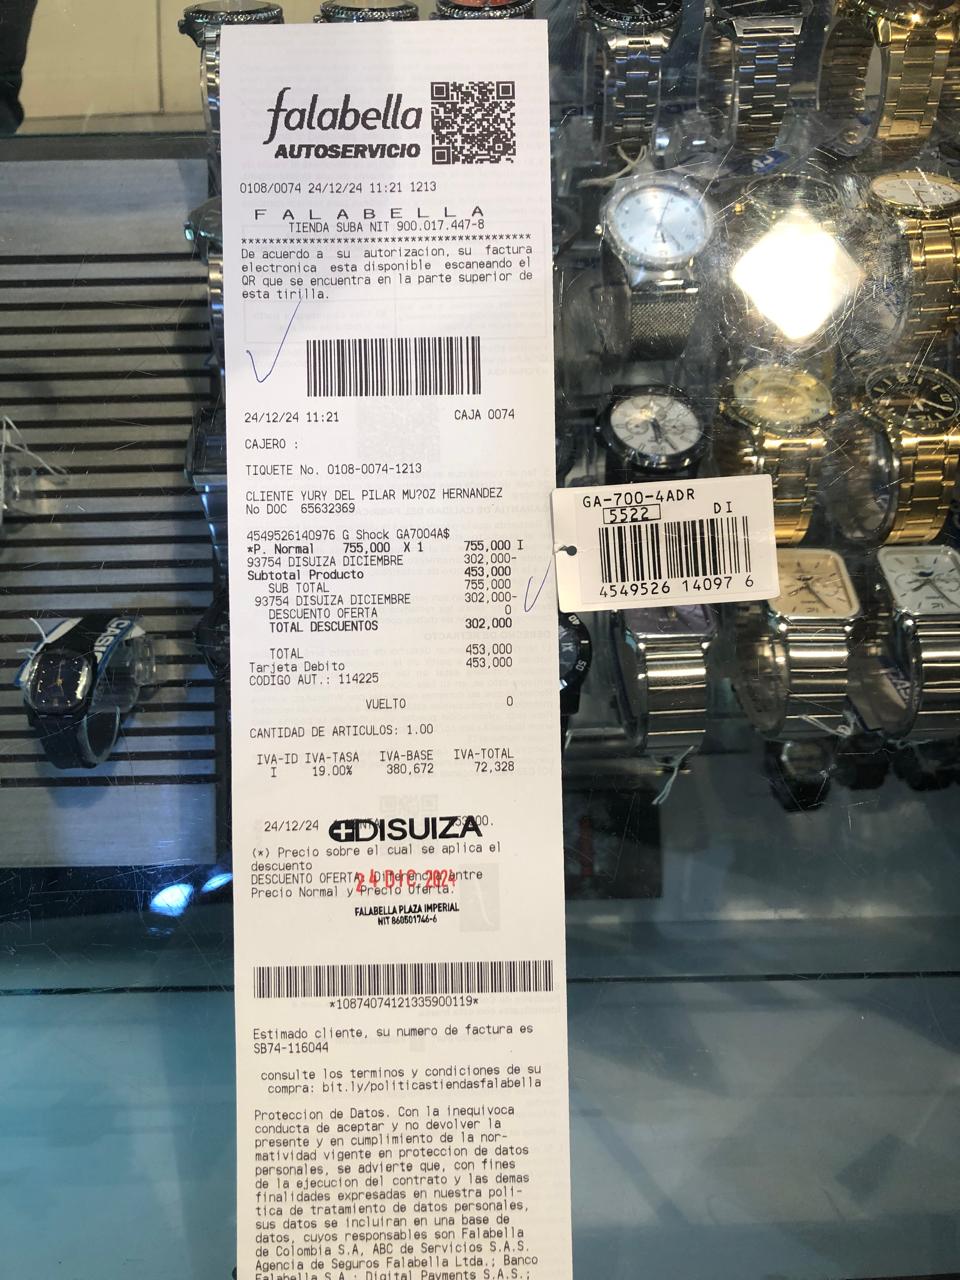 falabella
AUTOSERVICIO
0108/0074 24/12/24 11:21 1213
F A L A B E L L A
TIENDA SUBA NIT 900.017.447-8
****************************************
De acuerdo a su autorizacion, su factura
electronica esta disponible escaneando el
QR que se encuentra en la parte superior de
esta tirilla.
24/12/24 11:21 CAJA 0074
CAJERO :
TIQUETE No. 0108-0074-1213
CLIENTE YURY DEL PILAR MU?OZ HERNANDEZ
No DOC 65632369
4549526140976 G Shock GA7004A$
*P. Normal 755,000 X 1 755,000 I
93754 DISUIZA DICIEMBRE 302,000-
Subtotal Producto 453,000
SUB TOTAL 755,000
93754 DISUIZA DICIEMBRE 302,000-
DESCUENTO OFERTA 0
TOTAL DESCUENTOS 302,000
TOTAL 453,000
Tarjeta Debito 453,000
CODIGO AUT.: 114225
VUELTO 0
CANTIDAD DE ARTICULOS: 1.00
IVA-ID IVA-TASA IVA-BASE IVA-TOTAL
I 19.00% 380,672 72,328
24/12/24
DISUIZA
(*) Precio sobre el cual se aplica el
descuento
DESCUENTO OFERTA: Diferencia entre
24 DIC 2024
Precio Normal y Precio Oferta.
FALABELLA PLAZA IMPERIAL
NIT 860501746-6
*10874074121335900119*
Estimado cliente, su numero de factura es
SB74-116044
consulte los terminos y condiciones de su
compra: bit.ly/politicastiendasfalabella
Proteccion de Datos. Con la inequivoca
conducta de aceptar y no devolver la
presente y en cumplimiento de la nor-
matividad vigente en proteccion de datos
personales, se advierte que, con fines
de la ejecucion del contrato y las demas
finalidades expresadas en nuestra poli-
tica de tratamiento de datos personales,
sus datos se incluiran en una base de
datos, cuyos responsables son Falabella
de Colombia S.A, ABC de Servicios S.A.S.
Agencia de Seguros Falabella Ltda.; Banco
Falabella S.A.; Digital Payments S.A.S.;
GA-700-4ADR
5522 DI
4549526 14097 6
CASIO